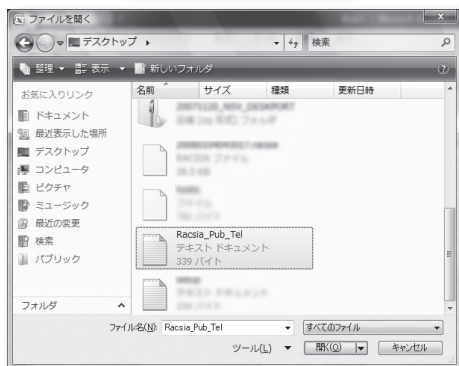 ファイルを開く
デスクトップ
検索
整理 表示 新しいフォルダ
お気に入りリンク
ドキュメント
最近表示した場所
デスクトップ
コンピュータ
ピクチャ
ミュージック
最近の変更
検索
パブリック
フォルダ
名前 サイズ 種類 更新日時
Racsia_Pub_Tel
テキスト ドキュメント
339 バイト
ファイル名(N): Racsia_Pub_Tel すべてのファイル
ツール(L) 開く(O) キャンセル